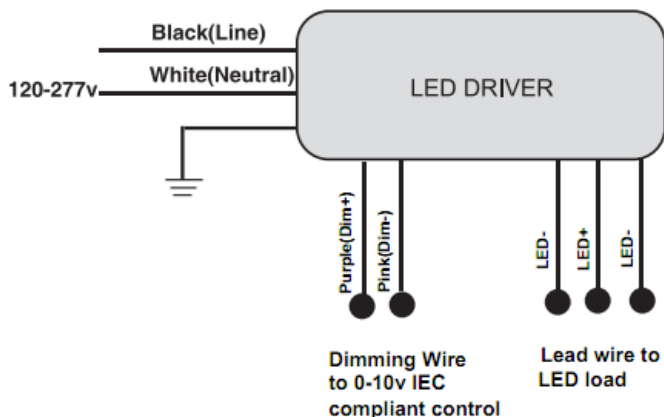 Black(Line)
White(Neutral)
120-277v
LED DRIVER
Purple(Dim+)
Pink(Dim-)
LED-
LED+
LED-
Dimming Wire
to 0-10v IEC
compliant control
Lead wire to
LED load